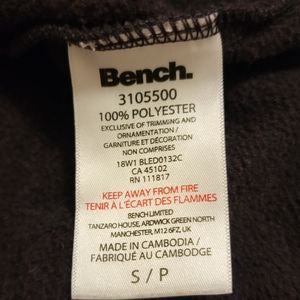 Bench.
3105500
100% POLYESTER
EXCLUSIVE OF TRIMMING AND
ORNAMENTATION/
GARNITURE ET DÉCORATION
NON COMPRISES
18W1 BLED0132C
CA 45102
RN 111817
KEEP AWAY FROM FIRE
TENIR À L'ÉCART DES FLAMMES
BENCH LIMITED
TANZARO HOUSE, ARDWICK GREEN NORTH
MANCHESTER, M12 6FZ, UK
MADE IN CAMBODIA /
FABRIQUÉ AU CAMBODGE
S / P